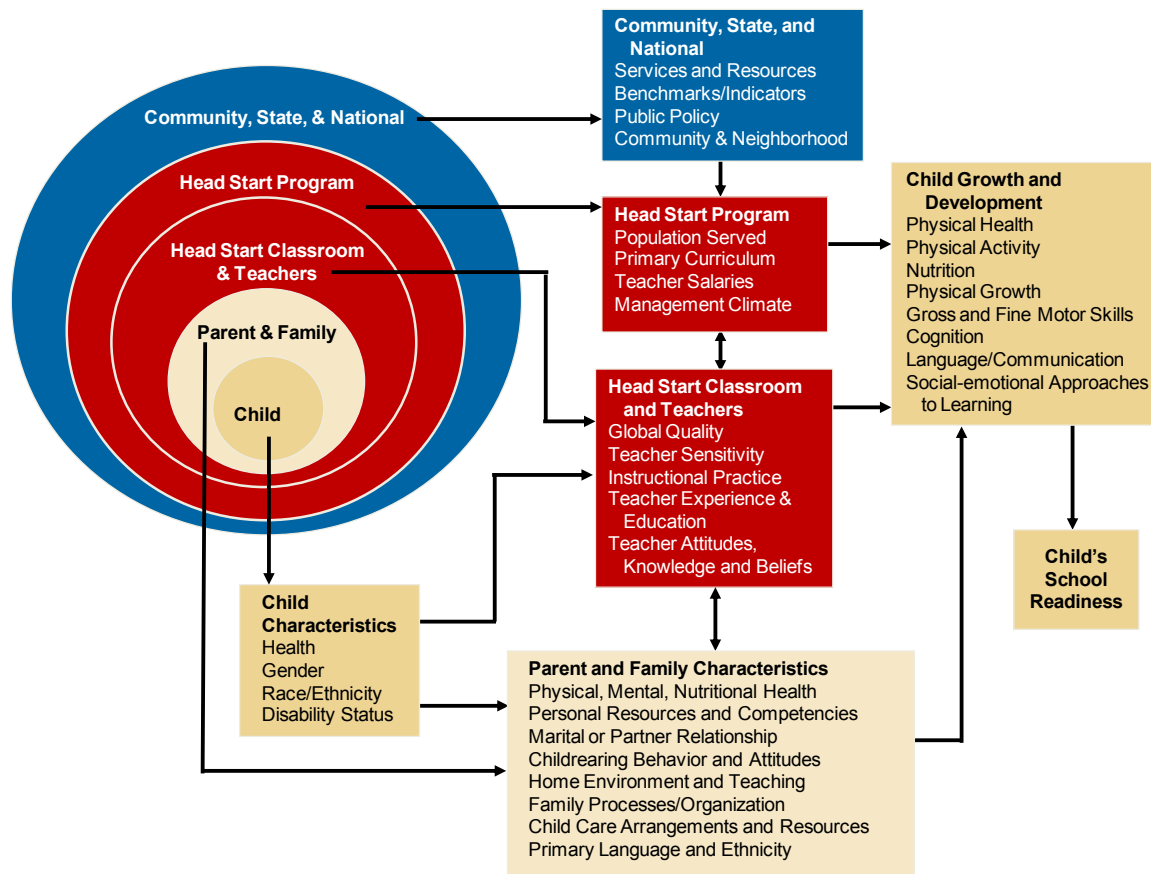 Community, State, & National
Head Start Program
Head Start Classroom
& Teachers
Parent & Family
Child
Community, State, and
National
Services and Resources
Benchmarks/Indicators
Public Policy
Community & Neighborhood
Head Start Program
Population Served
Primary Curriculum
Teacher Salaries
Management Climate
Head Start Classroom
and Teachers
Global Quality
Teacher Sensitivity
Instructional Practice
Teacher Experience &
Education
Teacher Attitudes,
Knowledge and Beliefs
Child Growth and
Development
Physical Health
Physical Activity
Nutrition
Physical Growth
Gross and Fine Motor Skills
Cognition
Language/Communication
Social-emotional Approaches
to Learning
Child's
School
Readiness
Child
Characteristics
Health
Gender
Race/Ethnicity
Disability Status
Parent and Family Characteristics
Physical, Mental, Nutritional Health
Personal Resources and Competencies
Marital or Partner Relationship
Childrearing Behavior and Attitudes
Home Environment and Teaching
Family Processes/Organization
Child Care Arrangements and Resources
Primary Language and Ethnicity